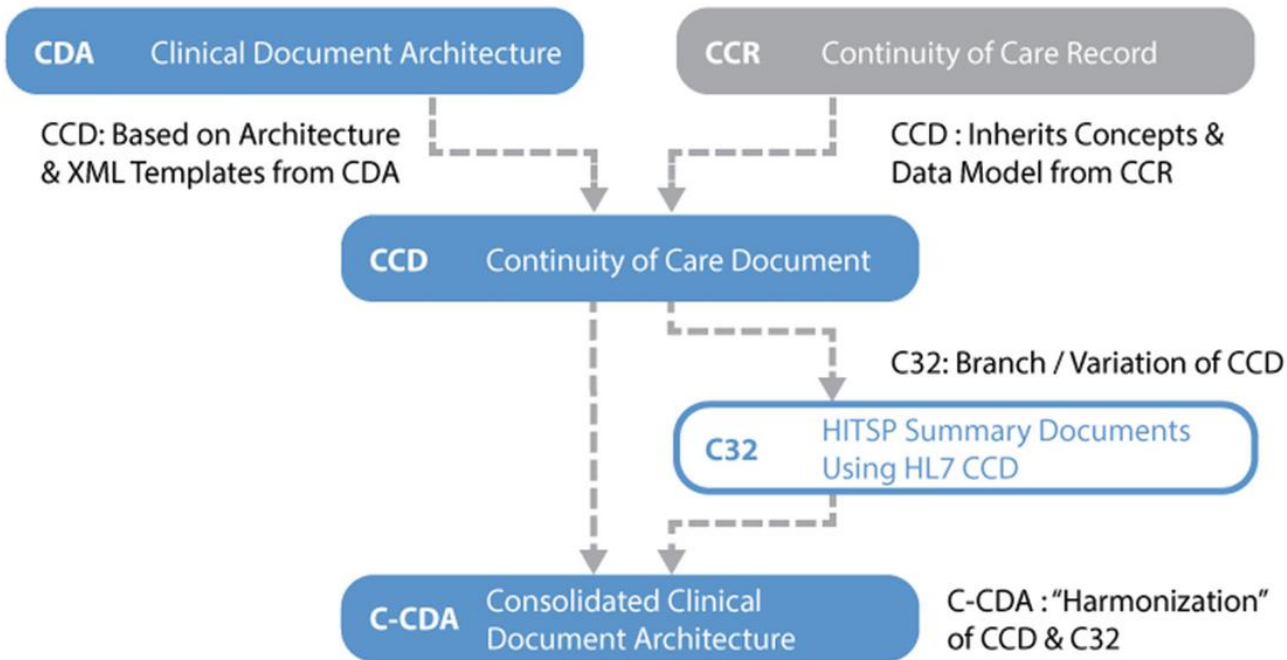 CDA Clinical Document Architecture
CCR Continuity of Care Record
CCD: Based on Architecture
& XML Templates from CDA
CCD : Inherits Concepts &
Data Model from CCR
CCD Continuity of Care Document
C32: Branch / Variation of CCD
C32 HITSP Summary Documents
Using HL7 CCD
C-CDA Consolidated Clinical
Document Architecture
C-CDA : "Harmonization"
of CCD & C32